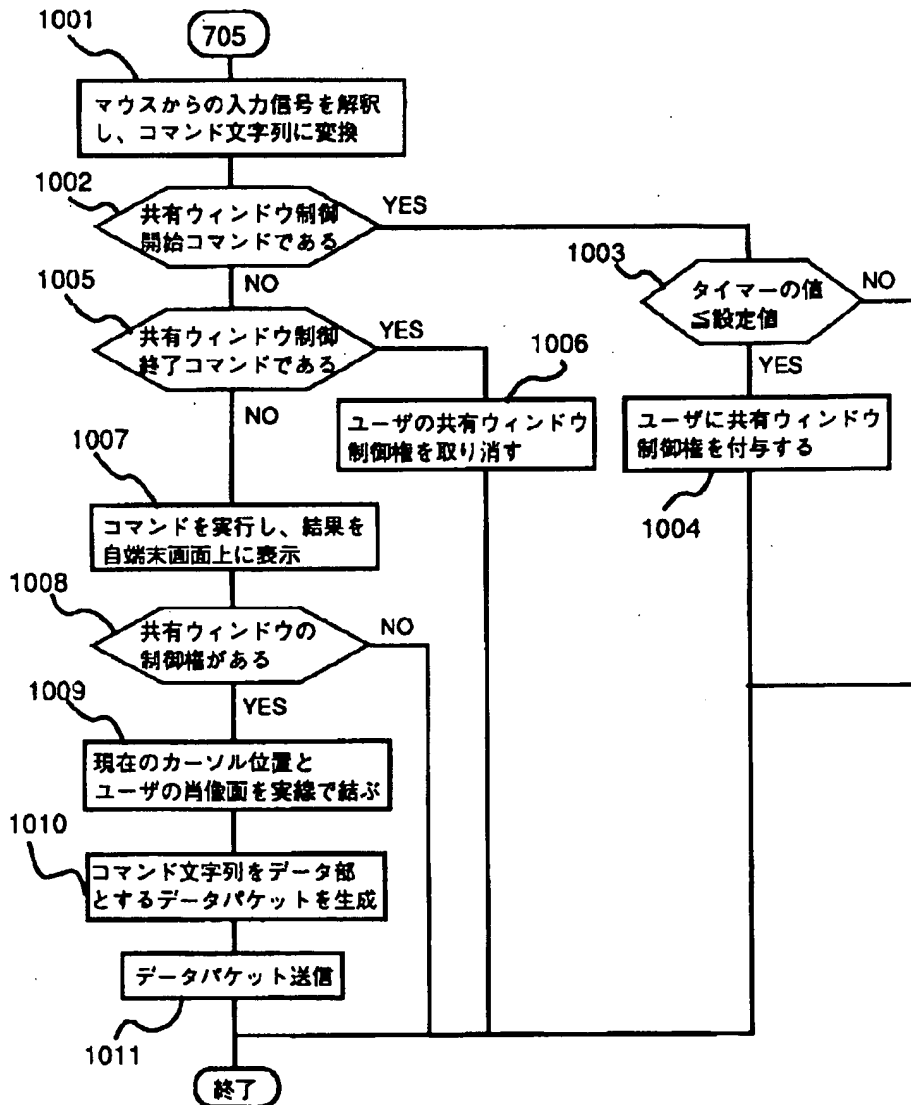 1001
705
マウスからの入力信号を解釈
し、コマンド文字列に変換
1002
共有ウィンドウ制御
開始コマンドである
YES
NO
1003
タイマーの値
≦設定値
NO
YES
1005
共有ウィンドウ制御
終了コマンドである
YES
NO
1006
ユーザの共有ウィンドウ
制御権を取り消す
ユーザに共有ウィンドウ
制御権を付与する
1004
1007
コマンドを実行し、結果を
自端末画面上に表示
1008
共有ウィンドウの
制御権がある
NO
YES
1009
現在のカーソル位置と
ユーザの肖像画を実線で結ぶ
1010
コマンド文字列をデータ部
とするデータパケットを生成
データパケット送信
1011
終了